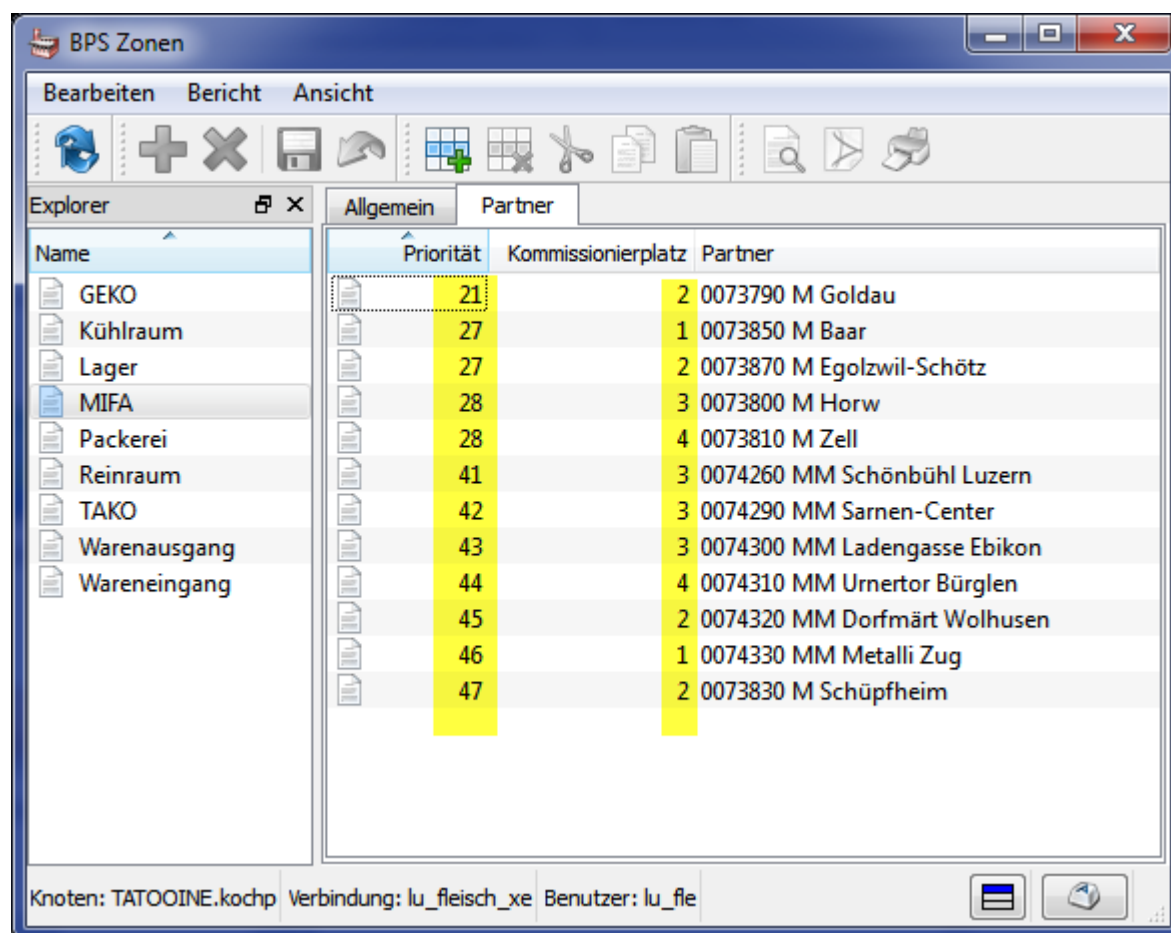 BPS Zonen
Bearbeiten Bericht Ansicht
Explorer
Allgemein Partner
Name
GEKO
Kühlraum
Lager
MIFA
Packerei
Reinraum
TAKO
Warenausgang
Wareneingang
Priorität Kommissionierplatz Partner
21 2 0073790 M Goldau
27 1 0073850 M Baar
27 2 0073870 M Egolzwil-Schötz
28 3 0073800 M Horw
28 4 0073810 M Zell
41 3 0074260 MM Schönbühl Luzern
42 3 0074290 MM Sarnen-Center
43 3 0074300 MM Ladengasse Ebikon
44 4 0074310 MM Urnertor Bürglen
45 2 0074320 MM Dorfmärt Wolhusen
46 1 0074330 MM Metalli Zug
47 2 0073830 M Schüpfheim
Knoten: TATOOINE.kochp Verbindung: lu_fleisch_xe Benutzer: lu_fle